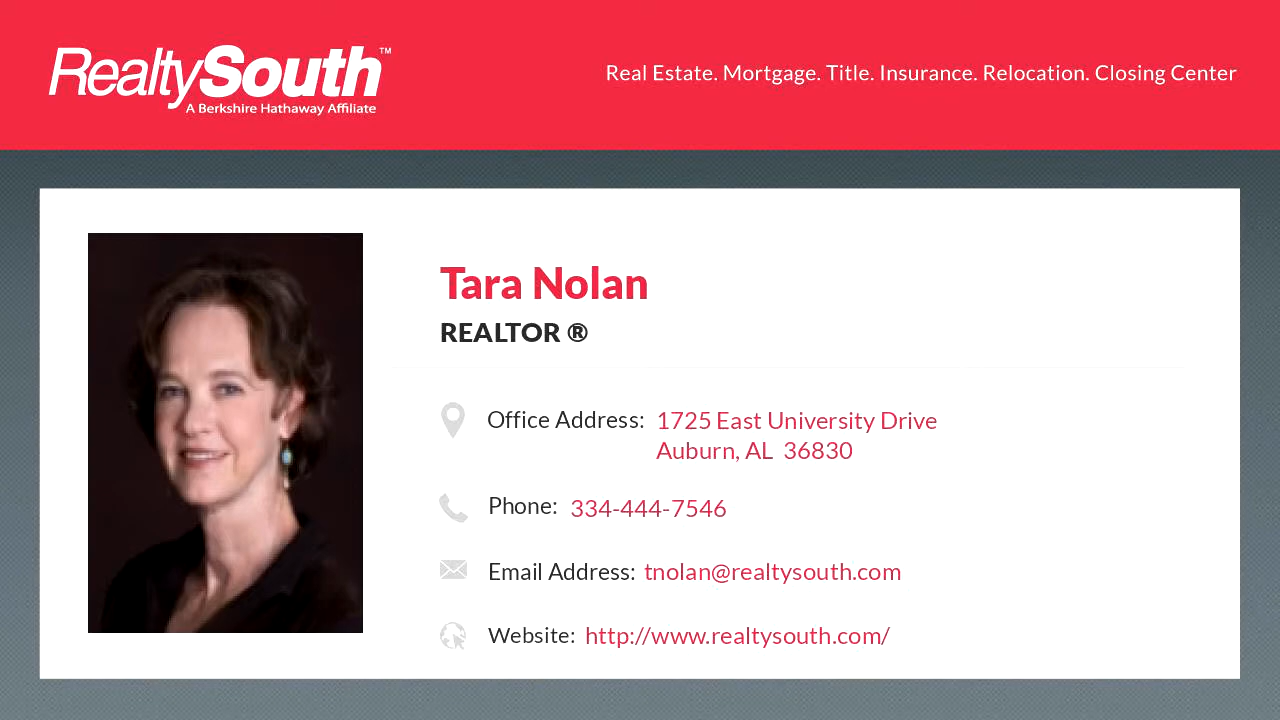 RealtySouth™
A Berkshire Hathaway Affiliate
Real Estate. Mortgage. Title. Insurance. Relocation. Closing Center
Tara Nolan
REALTOR ®
Office Address: 1725 East University Drive
Auburn, AL 36830
Phone: 334-444-7546
Email Address: tnolan@realtysouth.com
Website: http://www.realtysouth.com/